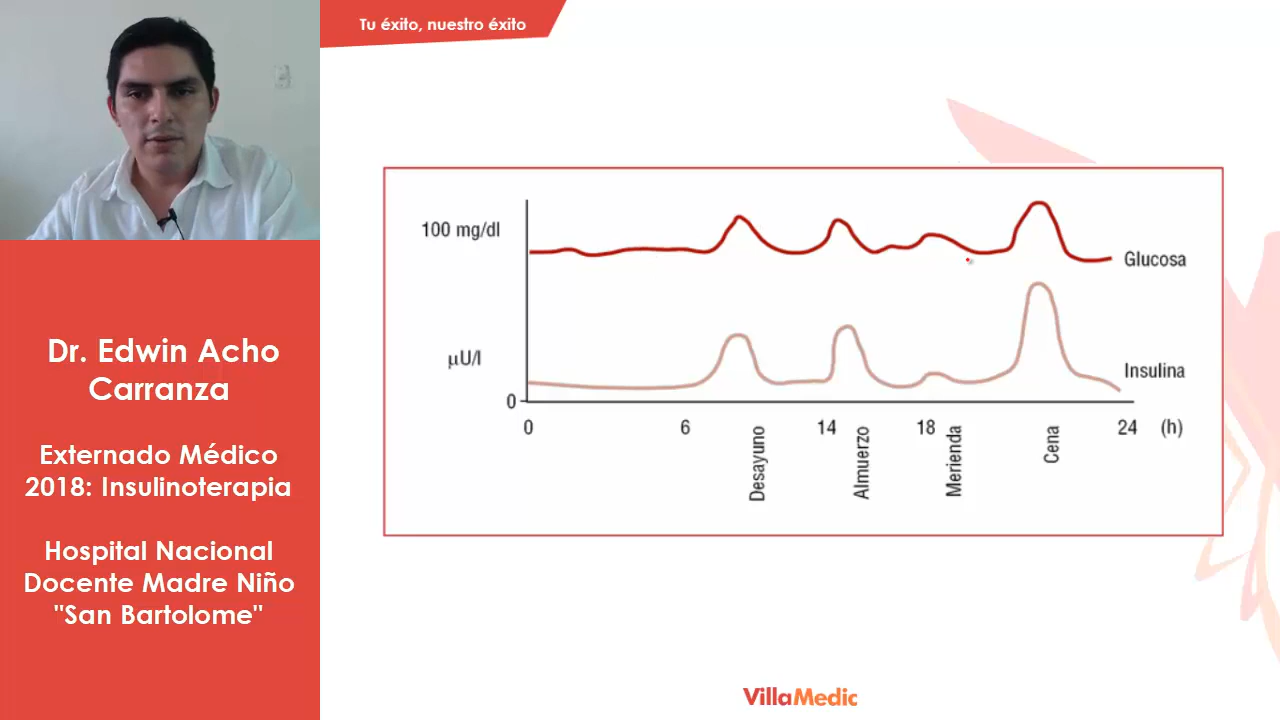 Tu éxito, nuestro éxito
Dr. Edwin Acho
Carranza
Externado Médico
2018: Insulinoterapia
Hospital Nacional
Docente Madre Niño
"San Bartolome"
100 mg/dl
Glucosa
µU/l
Insulina
0
0 6 14 18 24 (h)
Desayuno
Almuerzo
Merienda
Cena
VillaMedic